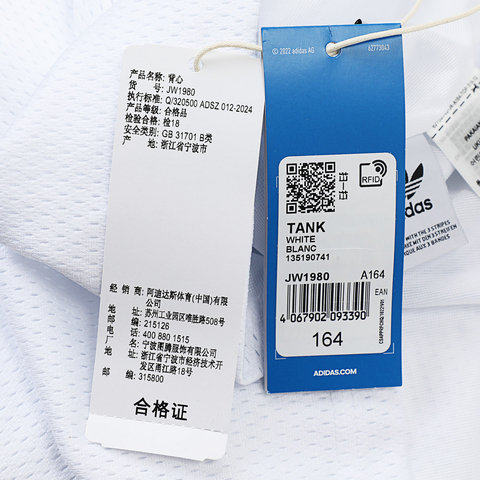 产品名称: 背心
货 号: JW1980
执行标准: Q/320500 ADSZ 012-2024
产品等级: 合格品
检验合格: 检18
安全类别: GB 31701 B类
产 地: 浙江省宁波市
经 销 商: 阿迪达斯体育(中国)有限
公司
地 址: 苏州工业园区唯胜路508号
邮 编: 215126
电 话: 400 880 1515
厂 名: 宁波图腾服饰有限公司
地 址: 浙江省宁波市经济技术开
发区甬江路18号
邮 编: 315800
合格证
© 2022 adidas AG
62773043
RFID
TANK
WHITE
BLANC
135190741
JW1980 A164
EAN
4 067902 093390
164
ADIDAS.COM
adidas